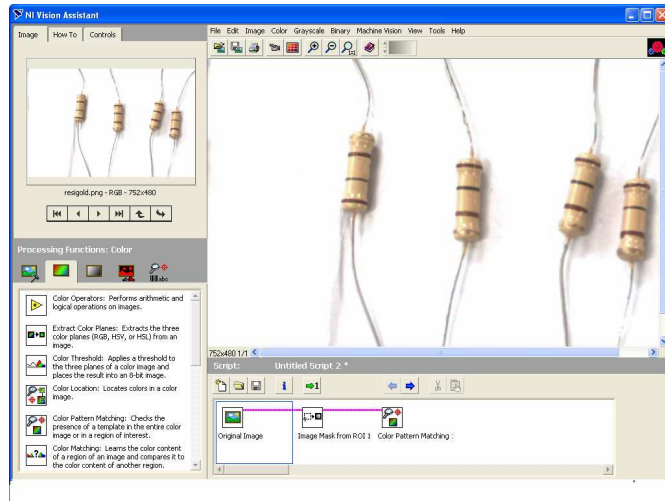 NI Vision Assistant
Image How To Controls
File Edit Image Color Grayscale Binary Machine Vision View Tools Help
resigold.png - RGB - 752x480
Processing Functions: Color
abc
Color Operators: Performs arithmetic and
logical operations on images.
Extract Color Planes: Extracts the three
color planes (RGB, HSV, or HSL) from an
image.
Color Threshold: Applies a threshold to
the three planes of a color image and
places the result into an 8-bit image.
Color Location: Locates colors in a color
image.
Color Pattern Matching: Checks the
presence of a template in the entire color
image or in a region of interest.
Color Matching: Learns the color content
of a region of an image and compares it to
the color content of another region.
752x480 1/1
Script: Untitled Script 2 *
1
Original Image Image Mask from ROI 1 Color Pattern Matching :